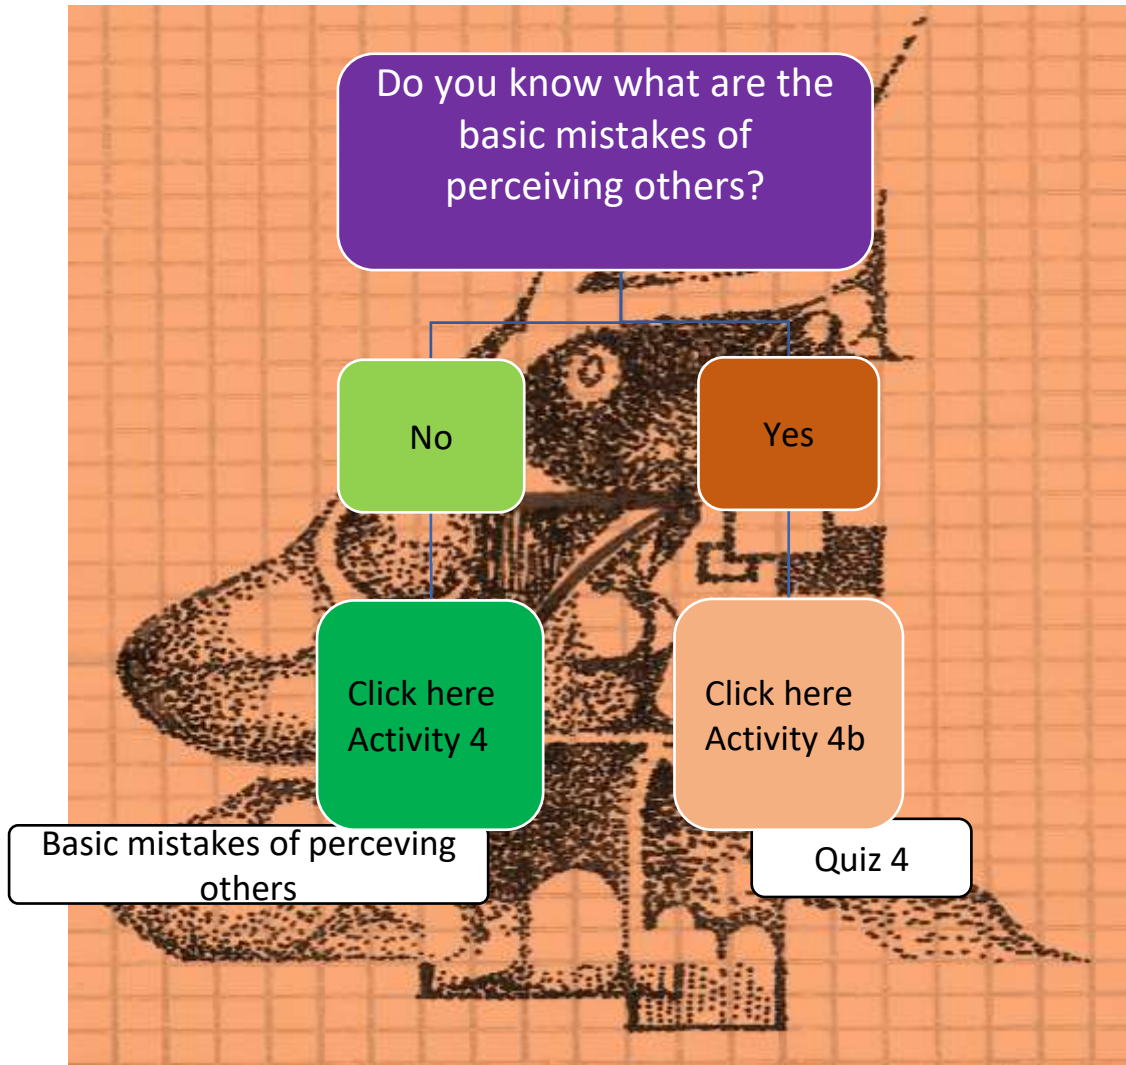 Do you know what are the
basic mistakes of
perceiving others?
No
Yes
Click here
Activity 4
Click here
Activity 4b
Basic mistakes of perceving
others
Quiz 4